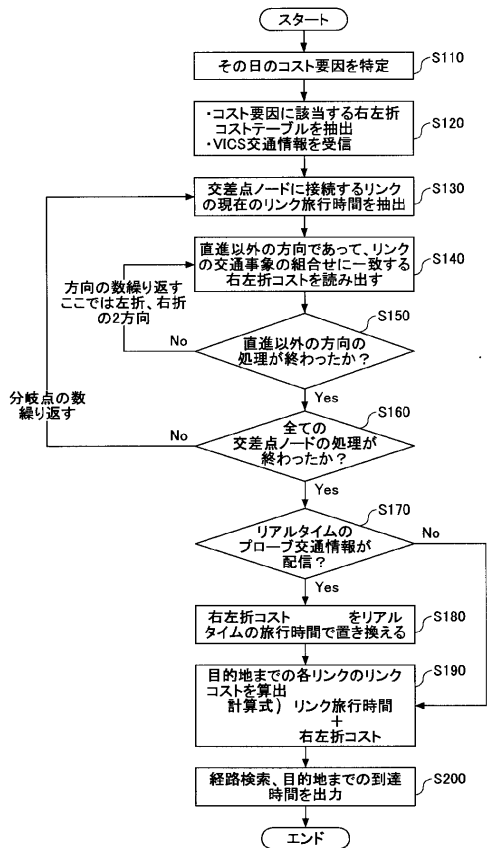 スタート
その日のコスト要因を特定
S110
・コスト要因に該当する右左折
コストテーブルを抽出
・VICS交通情報を受信
S120
交差点ノードに接続するリンク
の現在のリンク旅行時間を抽出
S130
直進以外の方向であって、リンク
の交通事象の組合せに一致する
右左折コストを読み出す
S140
方向の数繰り返す
ここでは左折、右折
の2方向
No
S150
直進以外の方向の
処理が終わったか？
Yes
分岐点の数
繰り返す
No
S160
全ての
交差点ノードの処理が
終わったか？
Yes
S170
リアルタイムの
プローブ交通情報が
配信？
No
Yes
右左折コスト をリアル
タイムの旅行時間で置き換える
S180
目的地までの各リンクのリンク
コストを算出
計算式) リンク旅行時間
+
右左折コスト
S190
経路検索、目的地までの到達
時間を出力
S200
エンド